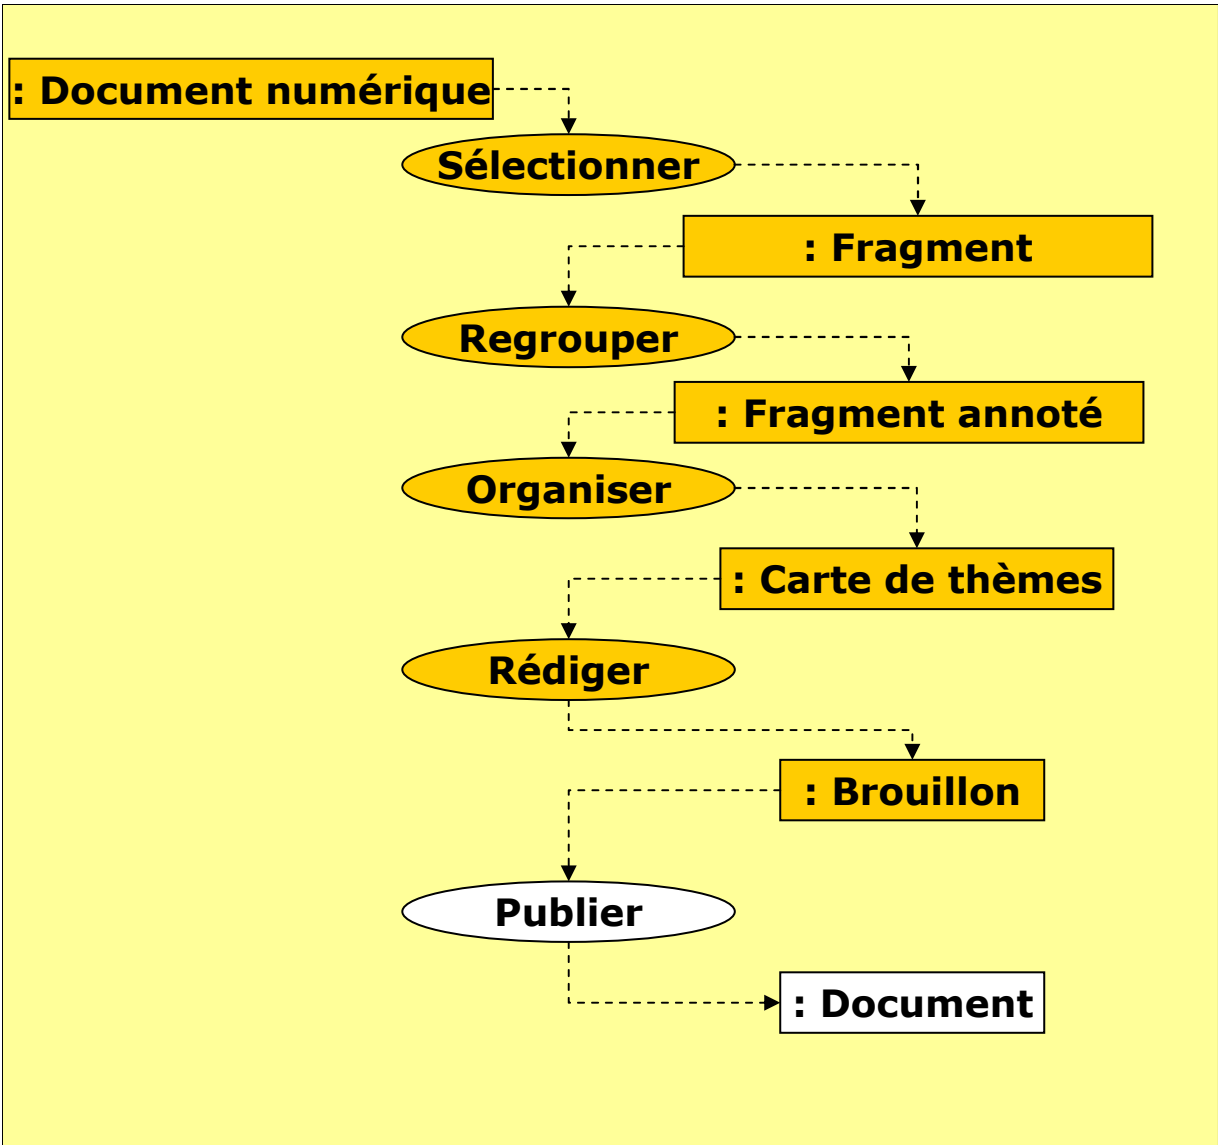 : Document numérique
Sélectionner
: Fragment
Regrouper
: Fragment annoté
Organiser
: Carte de thèmes
Rédiger
: Brouillon
Publier
: Document